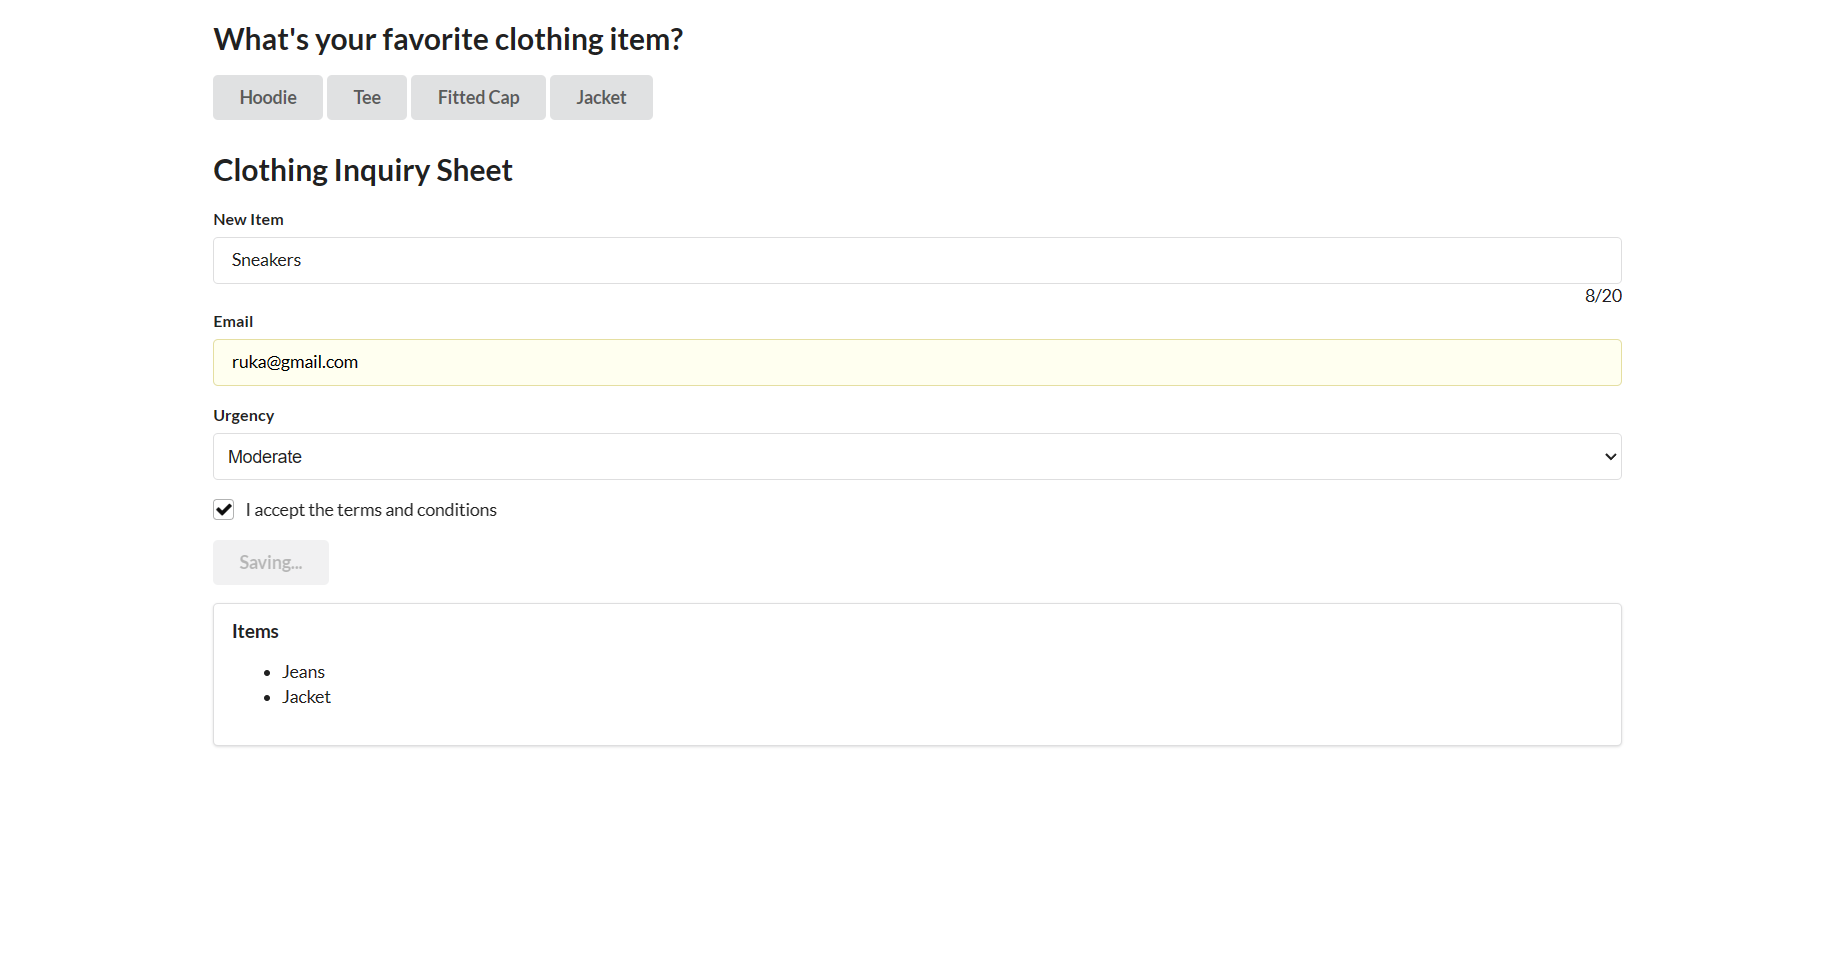 What's your favorite clothing item?
Hoodie Tee Fitted Cap Jacket
Clothing Inquiry Sheet
New Item
Sneakers
8/20
Email
ruka@gmail.com
Urgency
Moderate
I accept the terms and conditions
Saving...
Items
Jeans
Jacket